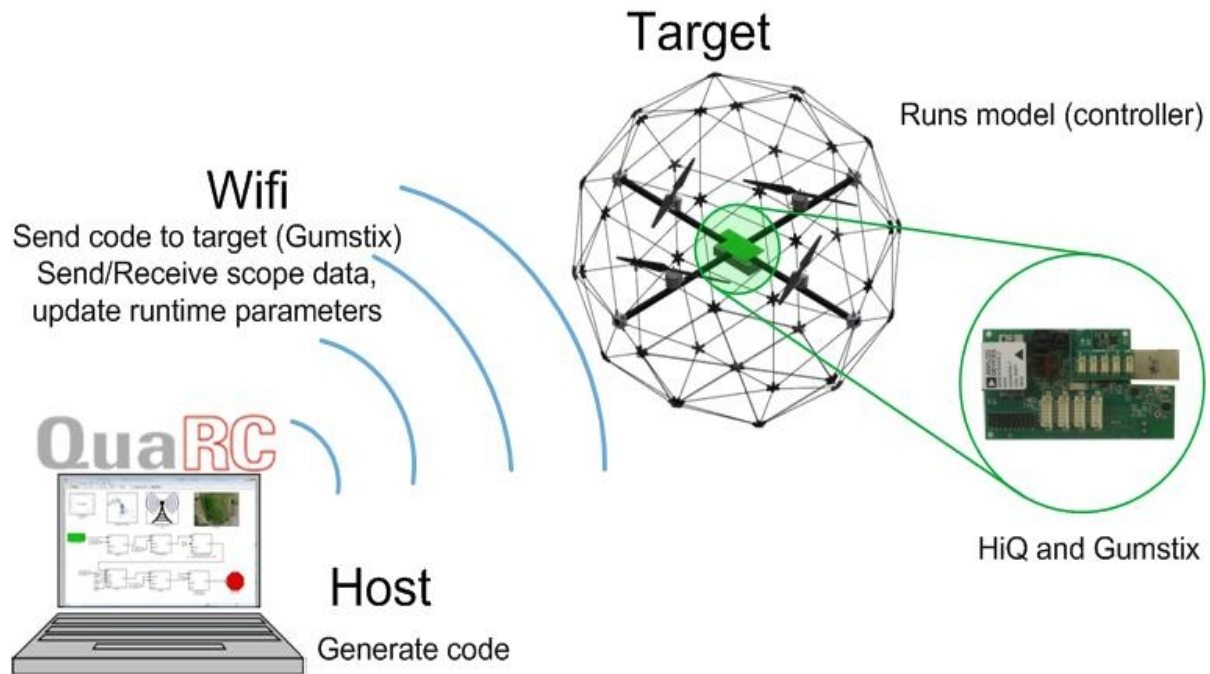 Target
Runs model (controller)
Wifi
Send code to target (Gumstix)
Send/Receive scope data,
update runtime parameters
QuaRC
Host
Generate code
HiQ and Gumstix